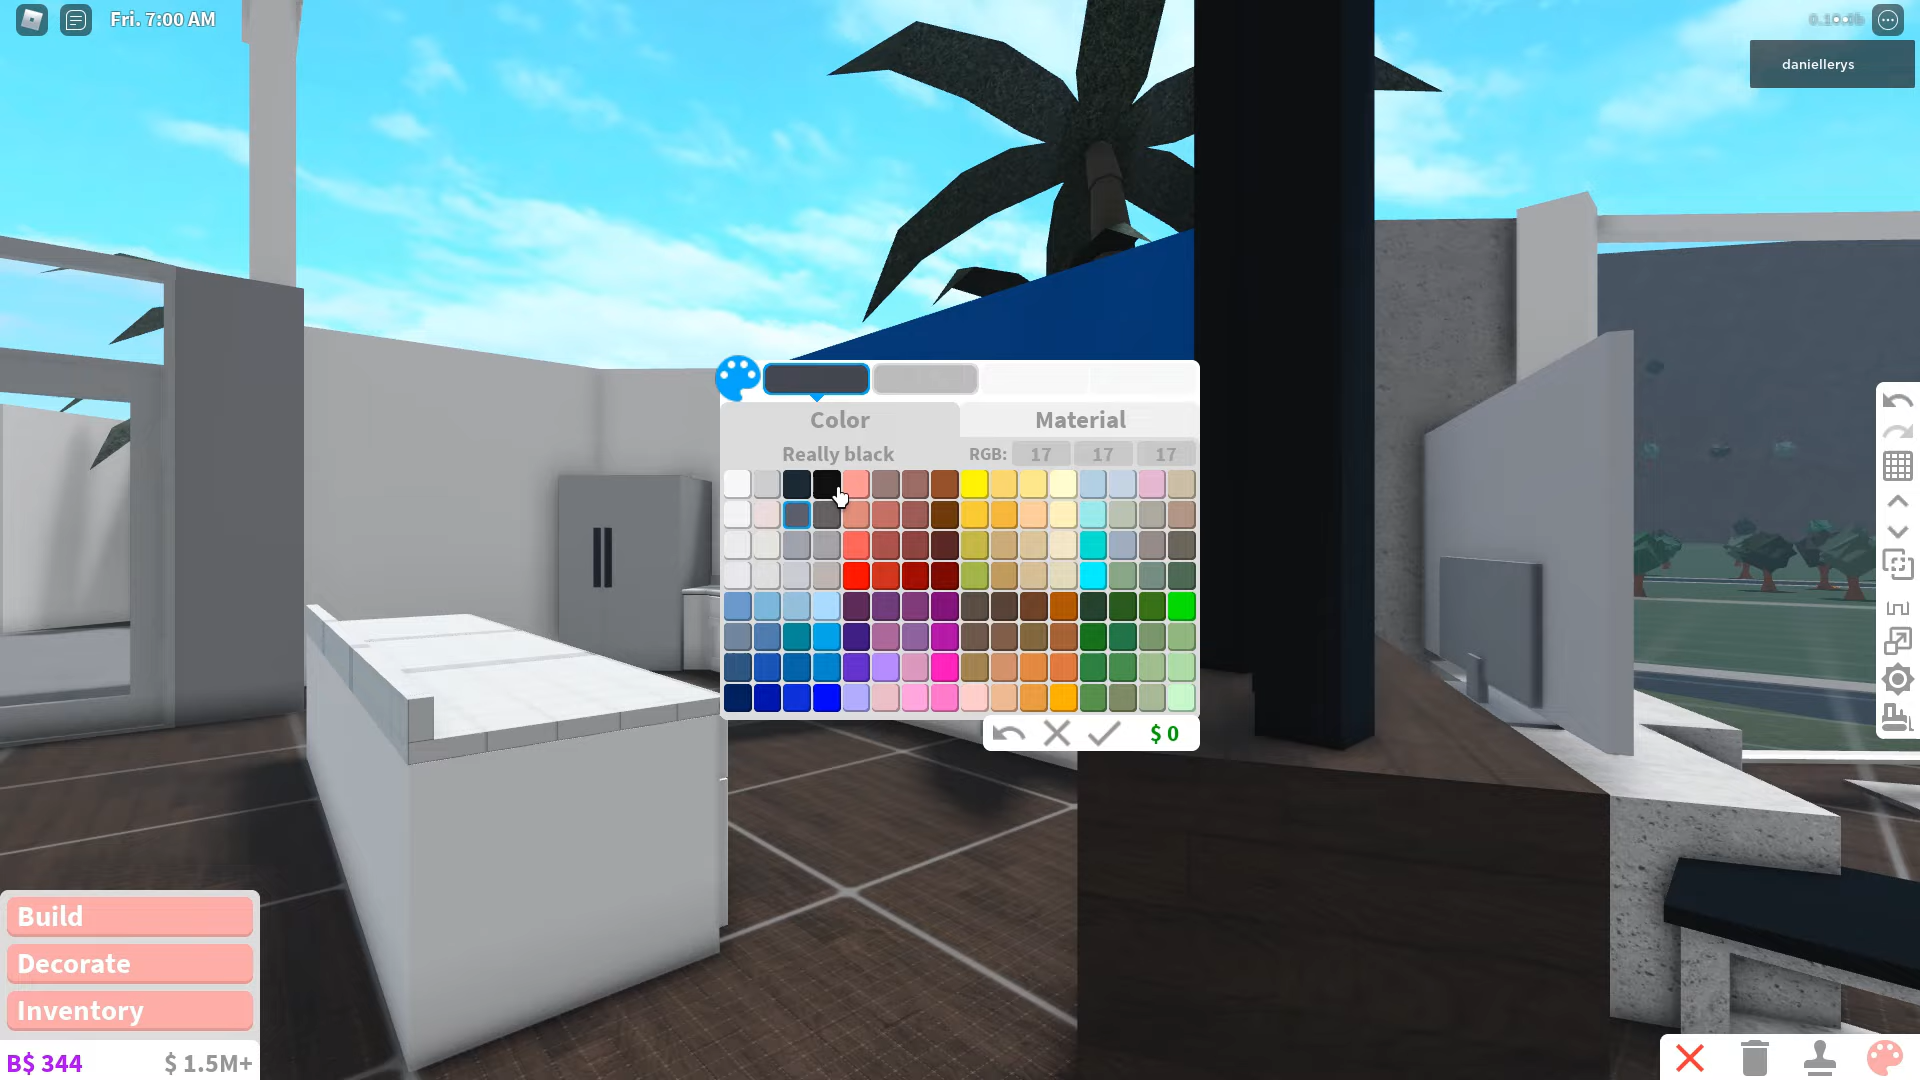 Fri. 7:00 AM
daniellerys
Color
Material
Really black
RGB: 17 17 17
$ 0
Build
Decorate
Inventory
B$ 344
$ 1.5M+